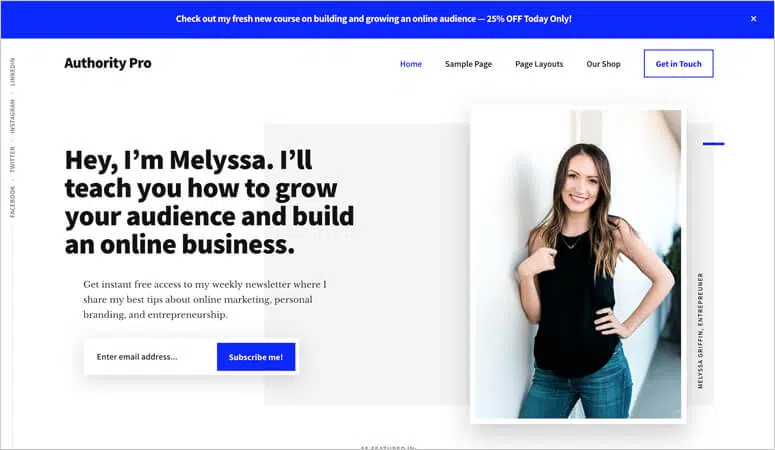 Check out my fresh new course on building and growing an online audience — 25% OFF Today Only!
×
Authority Pro
Home
Sample Page
Page Layouts
Our Shop
Get in Touch
FACEBOOK · TWITTER · INSTAGRAM · LINKEDIN
Hey, I'm Melyssa. I'll
teach you how to grow
your audience and build
an online business.
Get instant free access to my weekly newsletter where I
share my best tips about online marketing, personal
branding, and entrepreneurship.
Enter email address...
Subscribe me!
MELYSSA GRIFFIN, ENTREPREUNER
AS FEATURED IN: